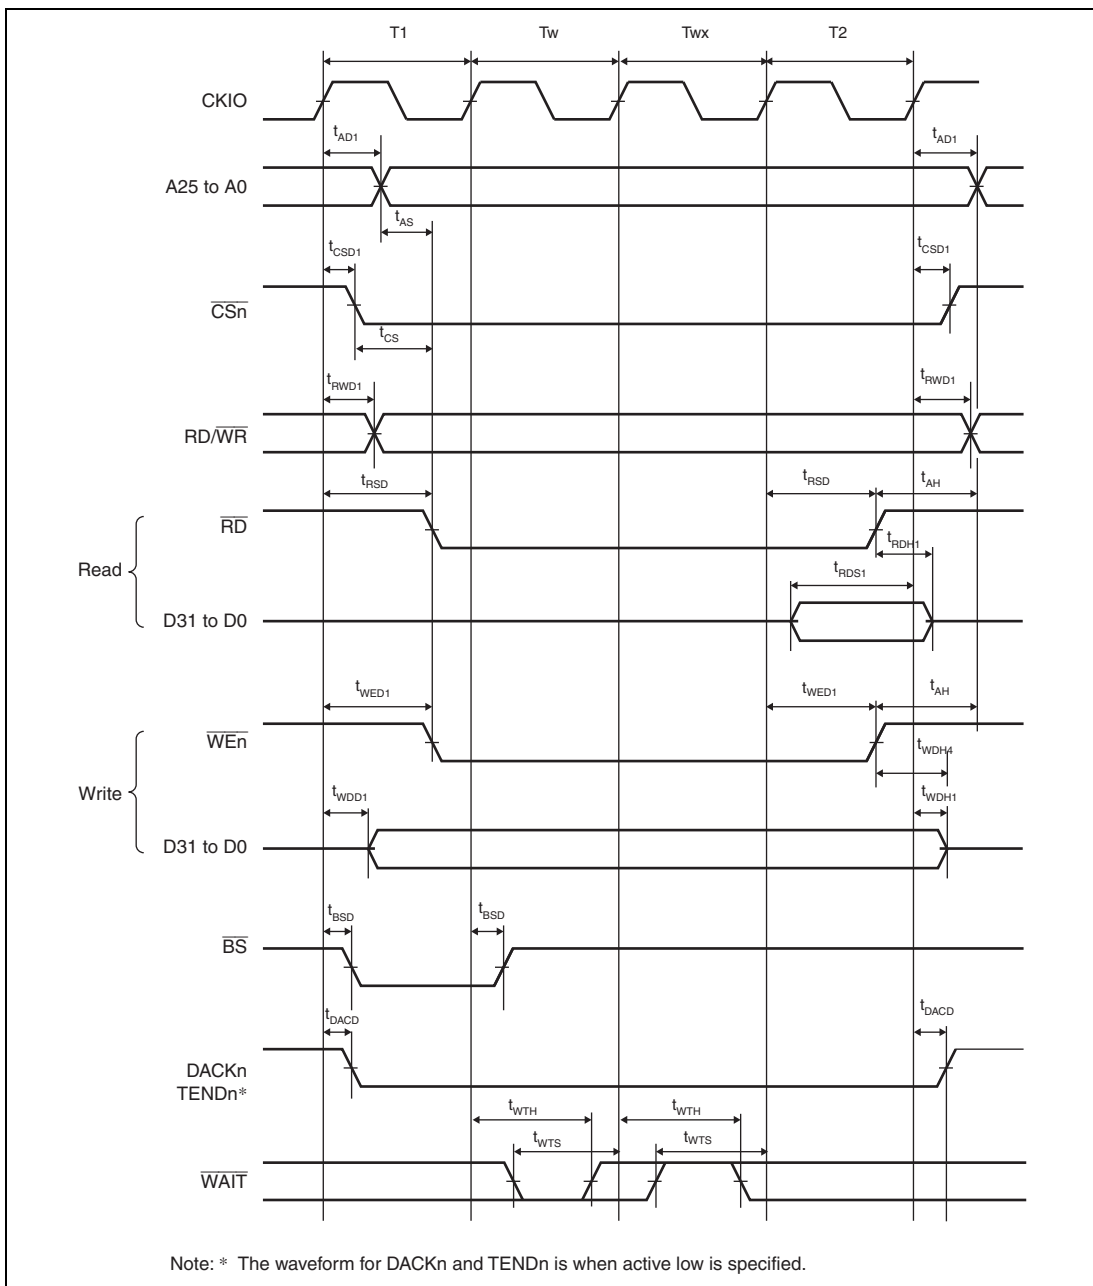 T1 Tw Twx T2
CKIO
tAD1 tAD1
A25 to A0
tAS
tCSD1 tCSD1
CSn
tCS
tRWD1 tRWD1
RD/WR
tRSD tRSD tAH
RD
tRDH1
Read
tRDS1
D31 to D0
tWED1 tWED1 tAH
WEn
tWDH4
Write
tWDD1 tWDH1
D31 to D0
tBSD tBSD
BS
tDACD tDACD
DACKn
TENDn*
tWTH tWTH
tWTS tWTS
WAIT
Note: * The waveform for DACKn and TENDn is when active low is specified.